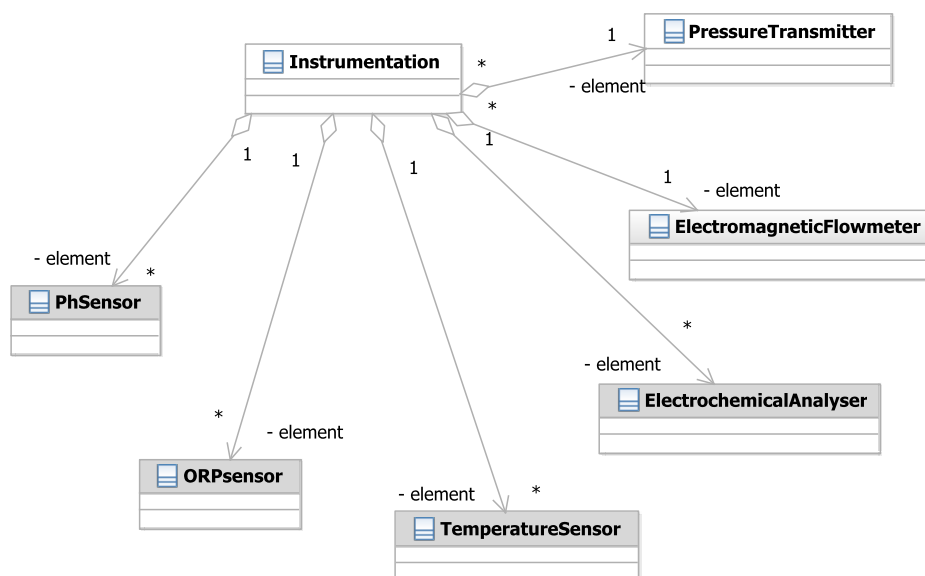 PressureTransmitter
1
Instrumentation
*
- element
*
1
1
1
1
1
- element
ElectromagneticFlowmeter
- element
*
PhSensor
*
- element
ElectrochemicalAnalyser
*
- element
ORPsensor
- element
*
TemperatureSensor